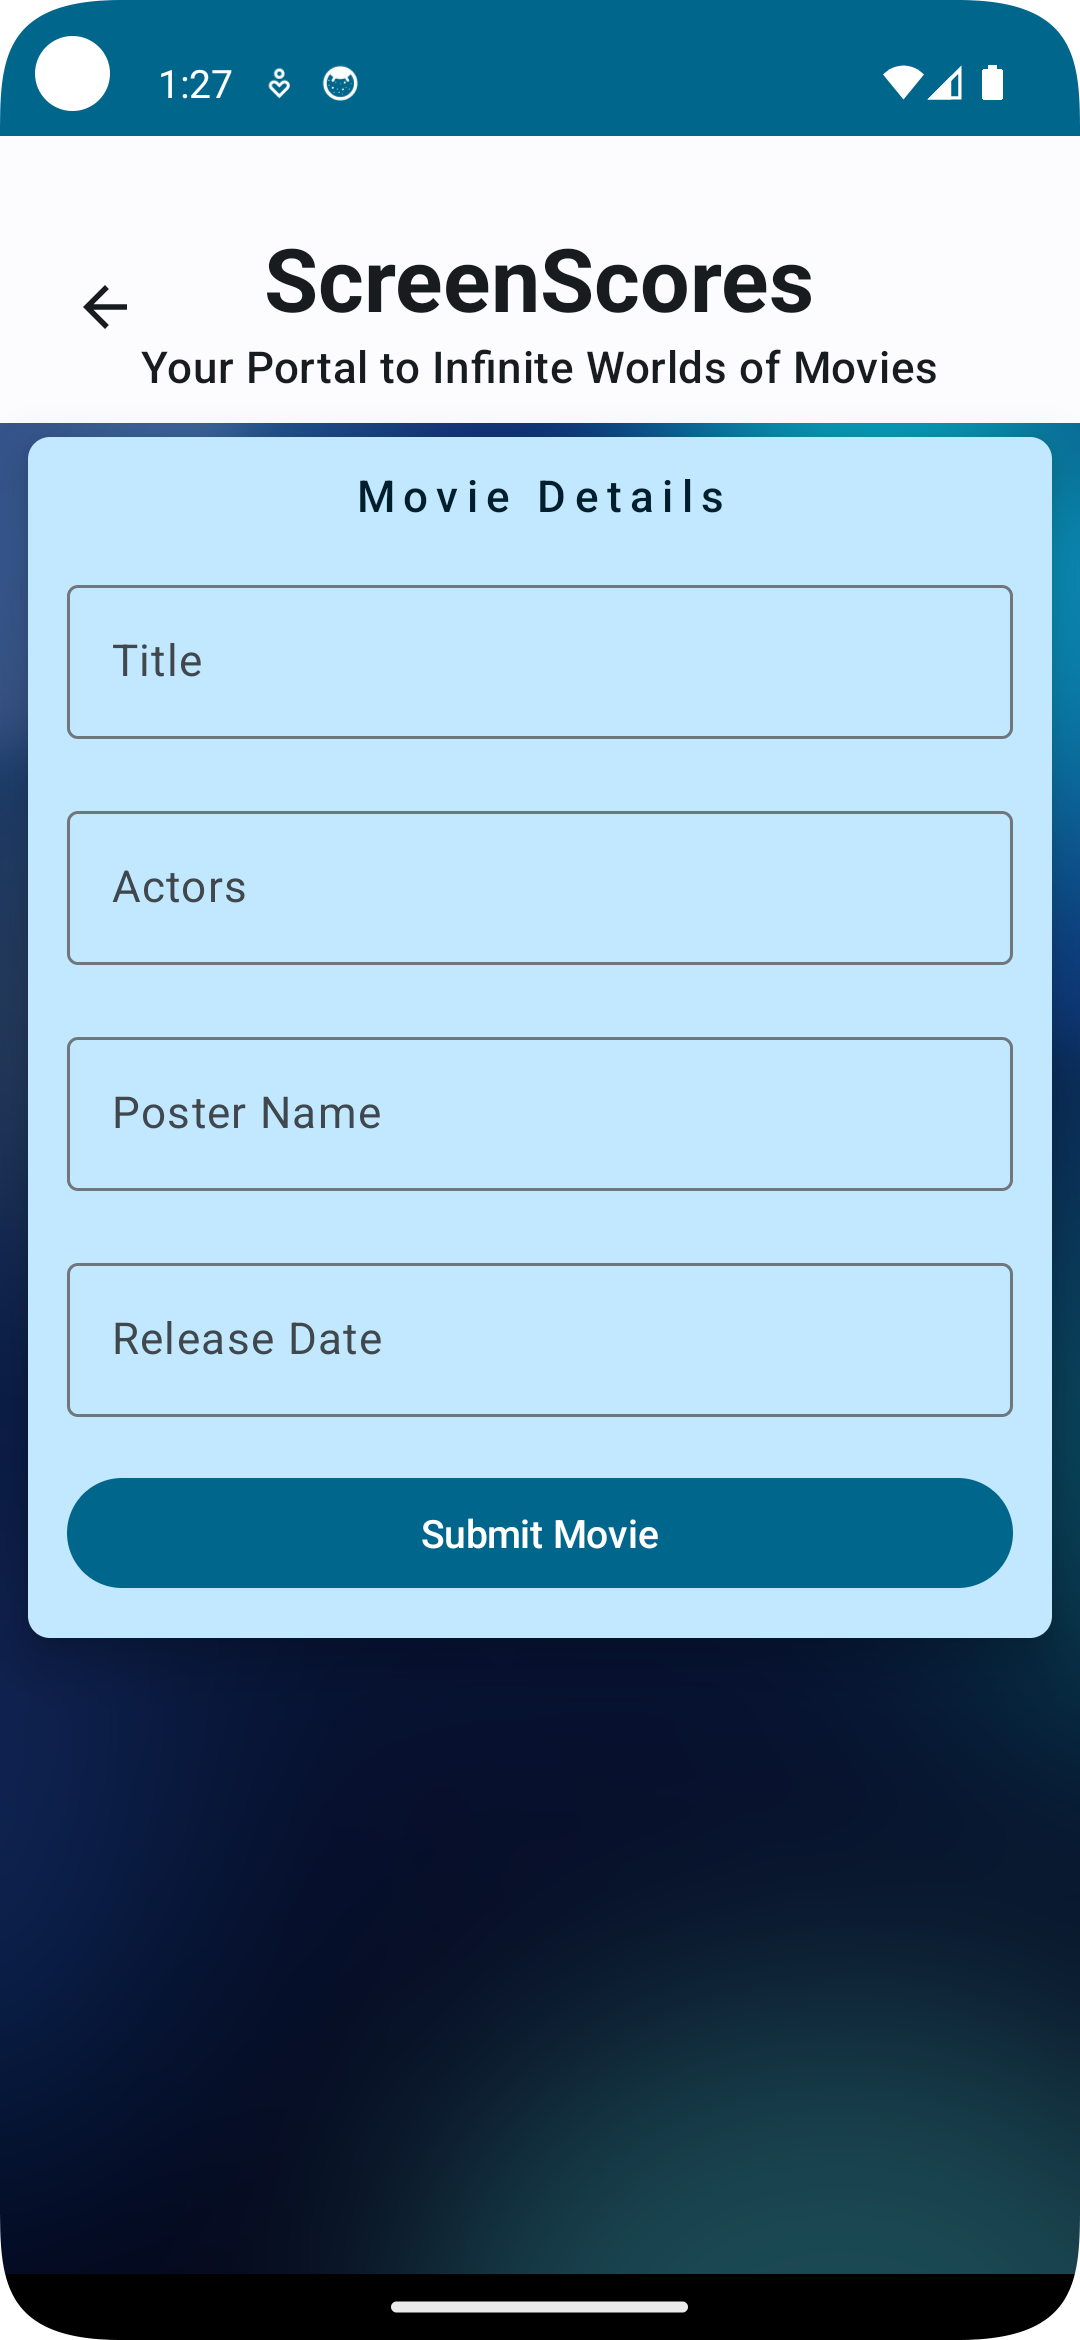 1:27
ScreenScores
Your Portal to Infinite Worlds of Movies
Movie Details
Title
Actors
Poster Name
Release Date
Submit Movie